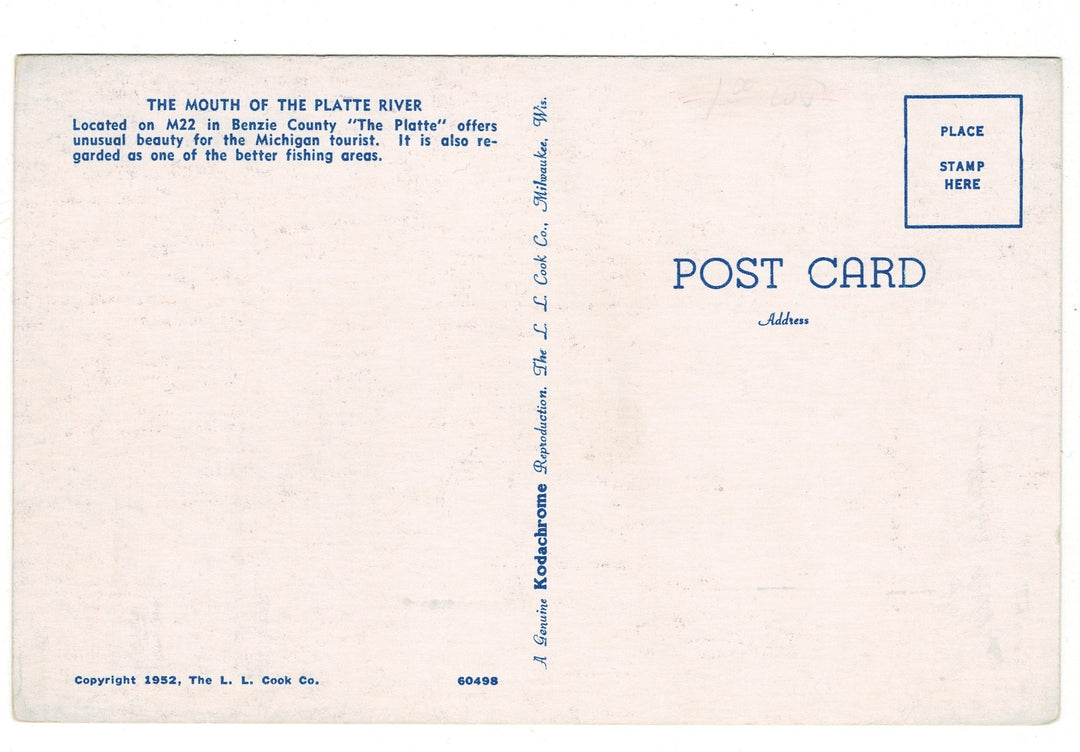 THE MOUTH OF THE PLATTE RIVER
Located on M22 in Benzie County "The Platte" offers
unusual beauty for the Michigan tourist. It is also re-
garded as one of the better fishing areas.
Copyright 1952, The L. L. Cook Co.
60498
A Genuine Kodachrome Reproduction. The L. L. Cook Co., Milwaukee, Wis.
PLACE
STAMP
HERE
POST CARD
Address